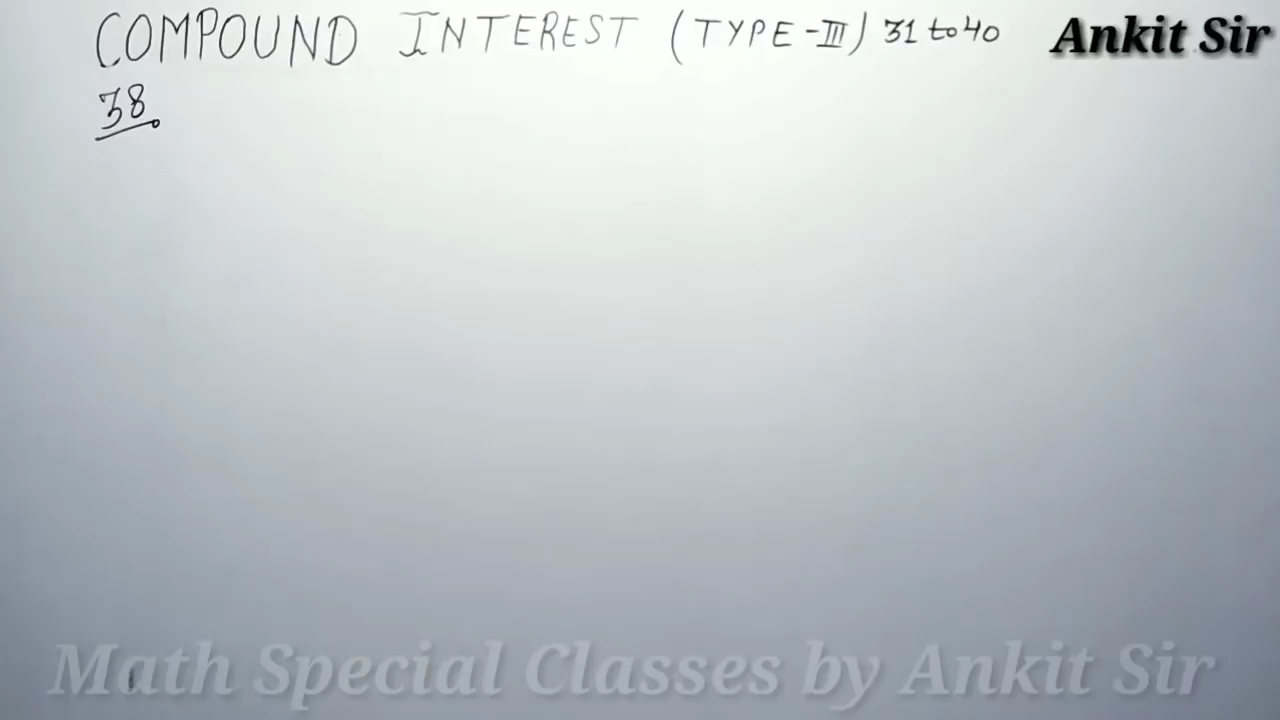 COMPOUND INTEREST (TYPE-III) 31 to 40
Ankit Sir
38.
Math Special Classes by Ankit Sir